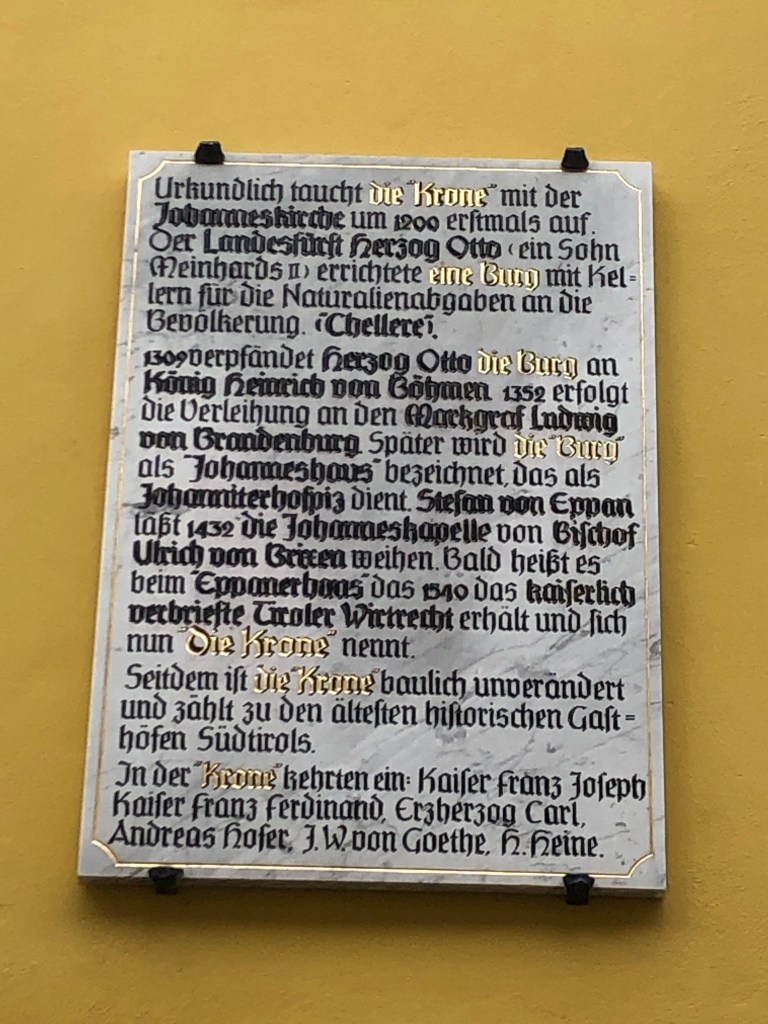 Urkundlich taucht die "Krone" mit der
Johanneskirche um 1200 erstmals auf.
Der Landesfürst Herzog Otto (ein Sohn
Meinhards II) errichtete eine Burg mit Kel=
lern für die Naturalienabgaben an die
Bevölkerung. (Chellere).
1309 verpfändet Herzog Otto die Burg an
König Heinrich von Böhmen. 1352 erfolgt
die Verleihung an den Markgraf Ludwig
von Brandenburg. Später wird die "Burg"
als "Johanneshaus" bezeichnet, das als
Johanniterhospiz dient. Stefan von Eppan
läßt 1432 die Johanneskapelle von Bischof
Ulrich von Brixen weihen. Bald heißt es
beim "Eppanerhaas" das 1540 das kaiserlich
verbriefte Tiroler Wirtrecht erhält und sich
nun "Die Krone" nennt.
Seitdem ist die "Krone" baulich unverändert
und zählt zu den ältesten historischen Gast=
höfen Südtirols.
In der "Krone" kehrten ein: Kaiser Franz Joseph
Kaiser Franz Ferdinand, Erzherzog Carl,
Andreas Hofer, J. W. von Goethe, H. Heine.